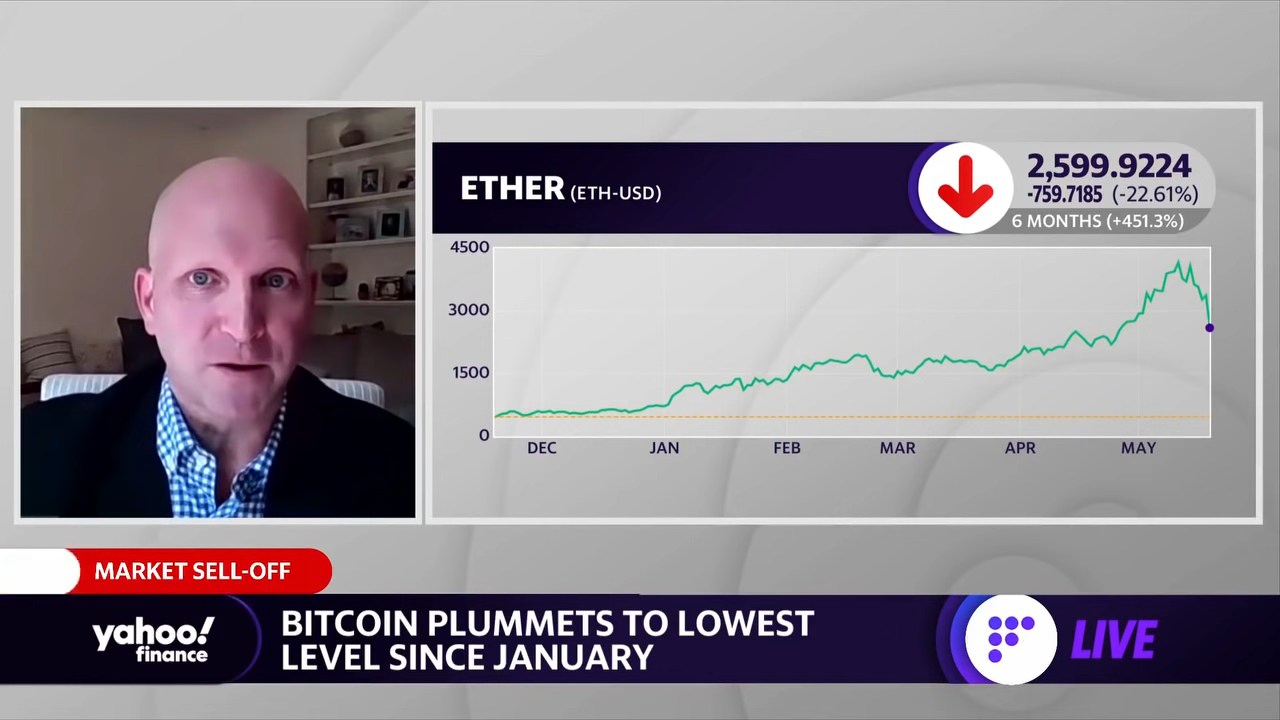 ETHER (ETH-USD)
2,599.9224
-759.7185 (-22.61%)
6 MONTHS (+451.3%)
4500
3000
1500
0
DEC JAN FEB MAR APR MAY
MARKET SELL-OFF
yahoo!
finance
BITCOIN PLUMMETS TO LOWEST
LEVEL SINCE JANUARY
LIVE